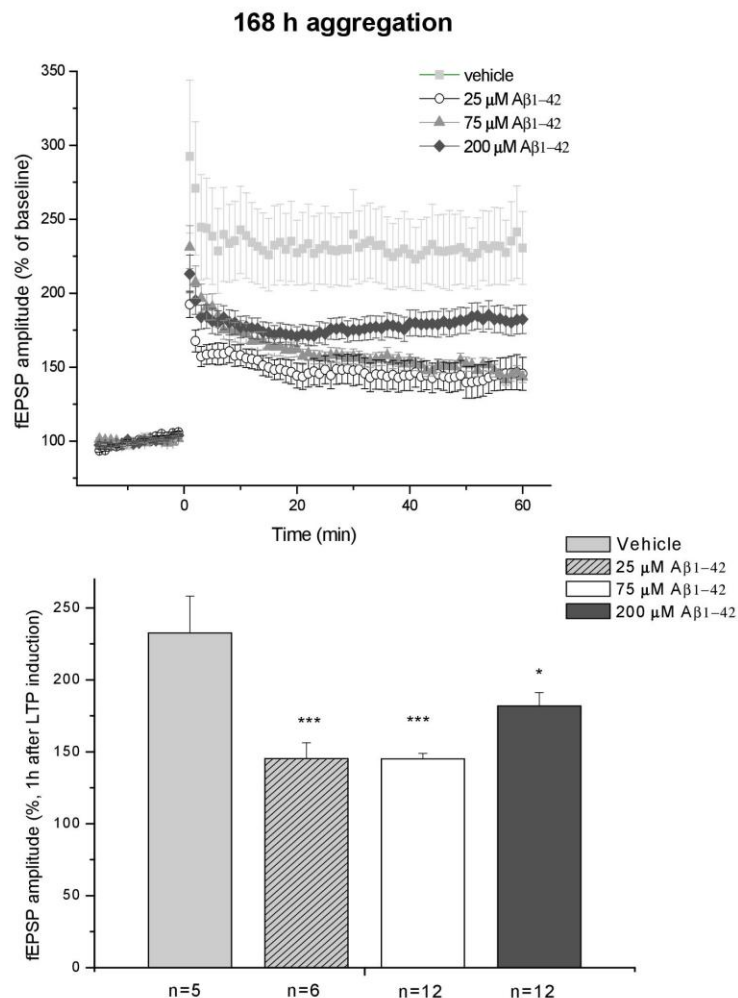 168 h aggregation
350
300
250
200
150
100
fEPSP amplitude (% of baseline)
vehicle
25 μM Aβ1–42
75 μM Aβ1–42
200 μM Aβ1–42
0 20 40 60
Time (min)
Vehicle
25 μM Aβ1–42
75 μM Aβ1–42
200 μM Aβ1–42
250
200
150
100
50
0
fEPSP amplitude (%, 1h after LTP induction)
*** *** *
n=5 n=6 n=12 n=12